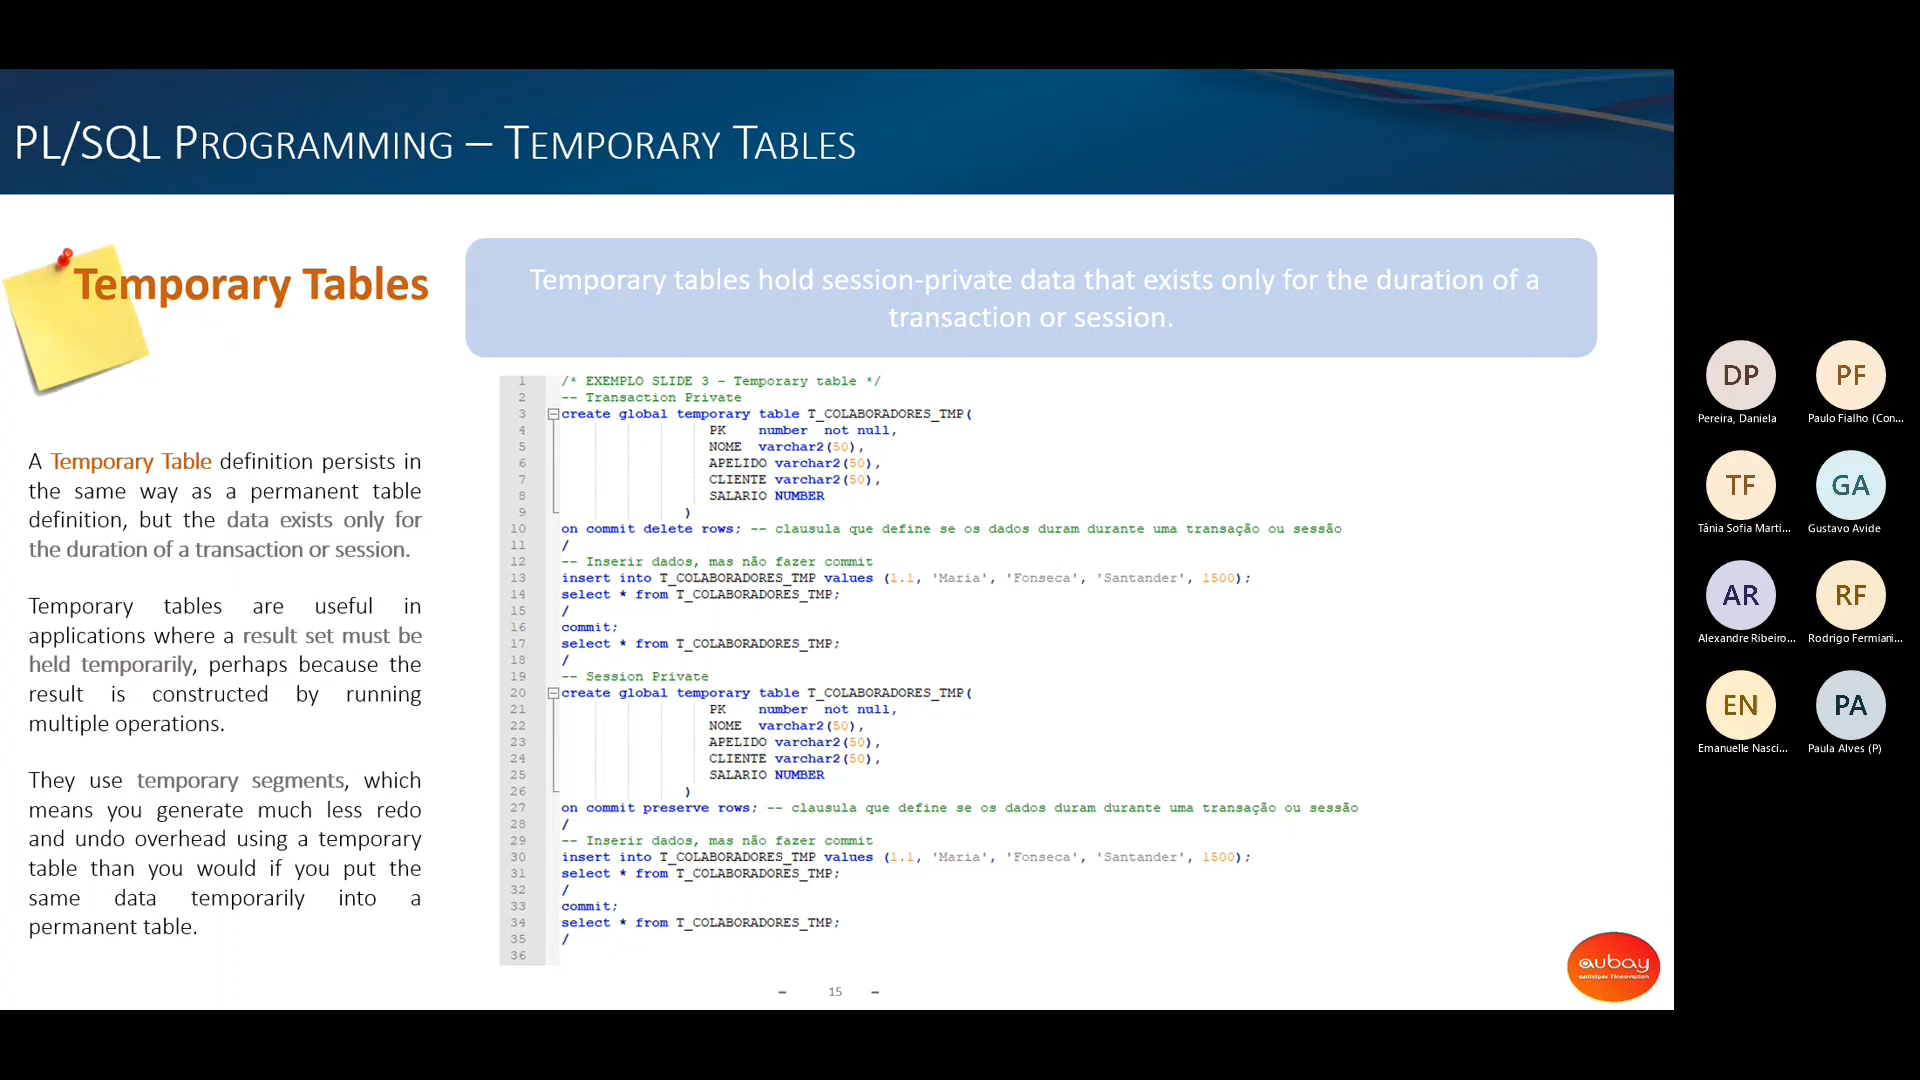 PL/SQL PROGRAMMING – TEMPORARY TABLES
Temporary Tables
Temporary tables hold session-private data that exists only for the duration of a
transaction or session.
A Temporary Table definition persists in
the same way as a permanent table
definition, but the data exists only for
the duration of a transaction or session.
Temporary tables are useful in
applications where a result set must be
held temporarily, perhaps because the
result is constructed by running
multiple operations.
They use temporary segments, which
means you generate much less redo
and undo overhead using a temporary
table than you would if you put the
same data temporarily into a
permanent table.
1 /* EXEMPLO SLIDE 3 - Temporary table */
2 -- Transaction Private
3 create global temporary table T_COLABORADORES_TMP(
4 PK number not null,
5 NOME varchar2(50),
6 APELIDO varchar2(50),
7 CLIENTE varchar2(50),
8 SALARIO NUMBER
9 )
10 on commit delete rows; -- clausula que define se os dados duram durante uma transação ou sessão
11 /
12 -- Inserir dados, mas não fazer commit
13 insert into T_COLABORADORES_TMP values (1.1, 'Maria', 'Fonseca', 'Santander', 1500);
14 select * from T_COLABORADORES_TMP;
15 /
16 commit;
17 select * from T_COLABORADORES_TMP;
18 /
19 -- Session Private
20 create global temporary table T_COLABORADORES_TMP(
21 PK number not null,
22 NOME varchar2(50),
23 APELIDO varchar2(50),
24 CLIENTE varchar2(50),
25 SALARIO NUMBER
26 )
27 on commit preserve rows; -- clausula que define se os dados duram durante uma transação ou sessão
28 /
29 -- Inserir dados, mas não fazer commit
30 insert into T_COLABORADORES_TMP values (1.1, 'Maria', 'Fonseca', 'Santander', 1500);
31 select * from T_COLABORADORES_TMP;
32 /
33 commit;
34 select * from T_COLABORADORES_TMP;
35 /
36
– 15 –
aubay
anticiper l'innovation
DP PF
Pereira, Daniela Paulo Fialho (Con...
TF GA
Tânia Sofia Marti... Gustavo Avide
AR RF
Alexandre Ribeiro... Rodrigo Fermiani...
EN PA
Emanuelle Nasci... Paula Alves (P)